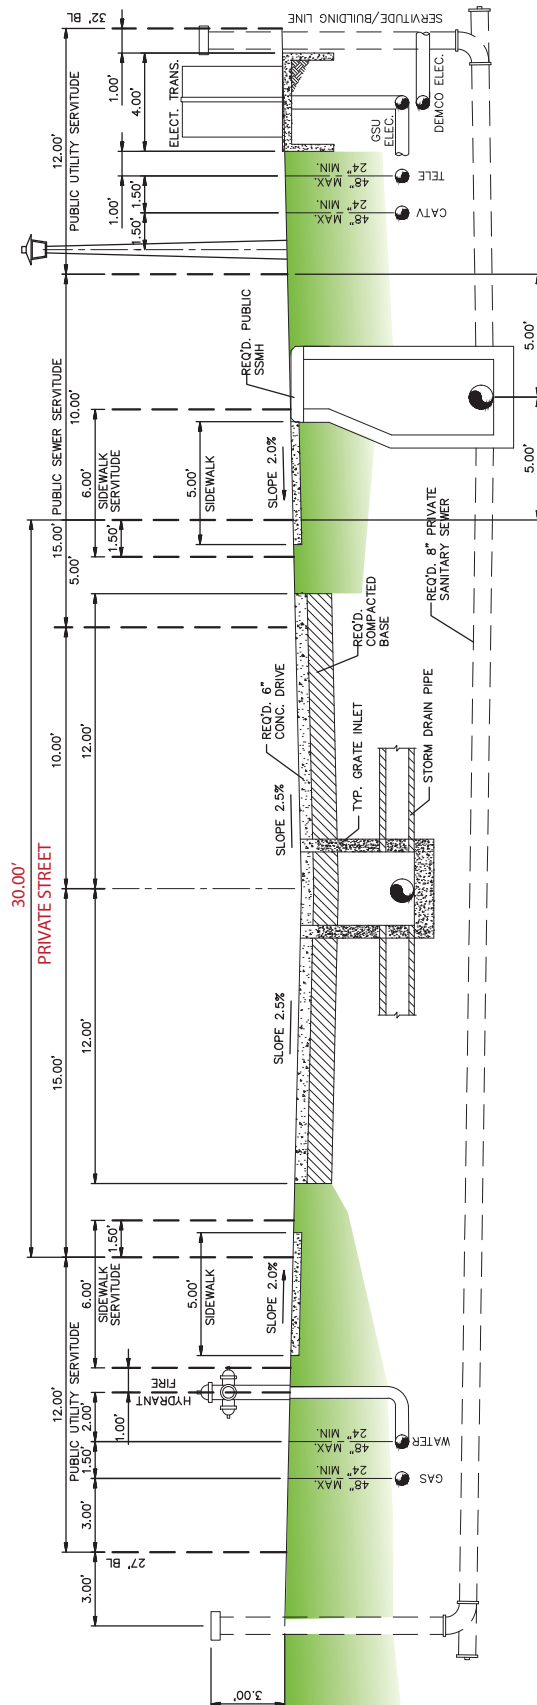 30.00'
PRIVATE STREET
12.00'
PUBLIC UTILITY SERVITUDE
15.00'
10.00'
15.00'
10.00'
PUBLIC SEWER SERVITUDE
12.00'
PUBLIC UTILITY SERVITUDE
32' BL
3.00'
27' BL
3.00'
1.50'
2.00'
1.00'
6.00'
SIDEWALK
SERVITUDE
1.50'
12.00'
12.00'
5.00'
1.50'
6.00'
SIDEWALK
SERVITUDE
1.50'
1.50'
1.00'
4.00'
1.00'
FIRE
HYDRANT
5.00'
SIDEWALK
SLOPE 2.0%
SLOPE 2.5%
SLOPE 2.5%
5.00'
SIDEWALK
SLOPE 2.0%
REQ'D. PUBLIC
SSMH
ELECT. TRANS.
SERVITUDE/BUILDING LINE
3.00'
48" MAX.
24" MIN.
GAS
48" MAX.
24" MIN.
WATER
REQ'D. 6"
CONC. DRIVE
REQ'D.
COMPACTED
BASE
TYP. GRATE INLET
STORM DRAIN PIPE
REQ'D. 8" PRIVATE
SANITARY SEWER
48" MAX.
24" MIN.
CATV
48" MAX.
24" MIN.
TELE
GSU
ELEC.
DEMCO ELEC.
5.00'
5.00'